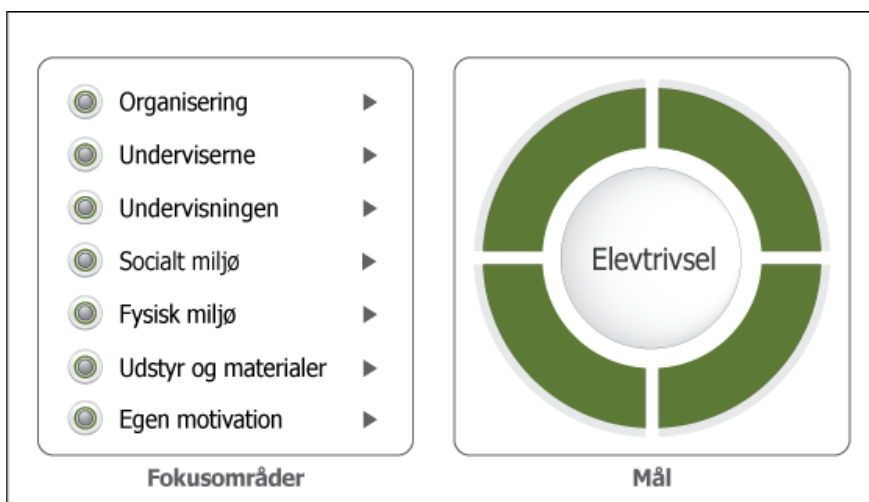 Organisering
Underviserne
Undervisningen
Socialt miljø
Fysisk miljø
Udstyr og materialer
Egen motivation
Fokusområder
Elevtrivsel
Mål